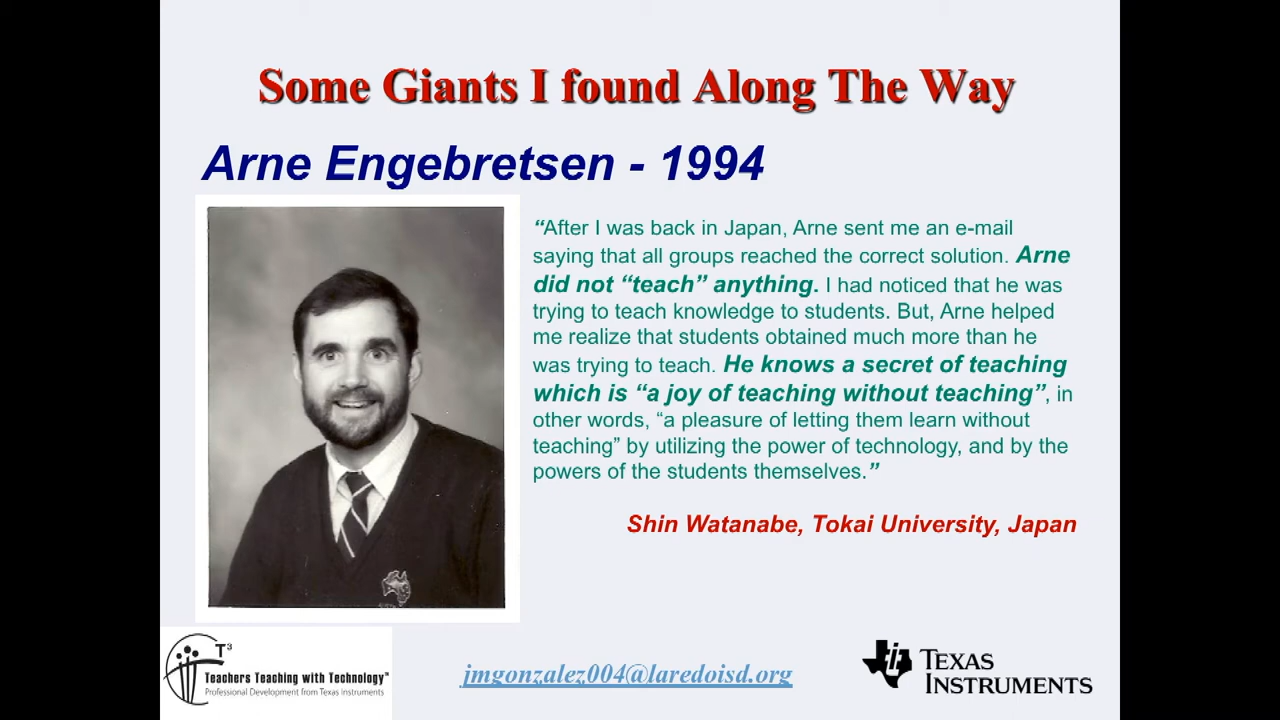 Some Giants I found Along The Way
Arne Engebretsen - 1994
“After I was back in Japan, Arne sent me an e-mail
saying that all groups reached the correct solution. Arne
did not “teach” anything. I had noticed that he was
trying to teach knowledge to students. But, Arne helped
me realize that students obtained much more than he
was trying to teach. He knows a secret of teaching
which is “a joy of teaching without teaching”, in
other words, “a pleasure of letting them learn without
teaching” by utilizing the power of technology, and by the
powers of the students themselves.”
Shin Watanabe, Tokai University, Japan
T³
Teachers Teaching with Technology™
Professional Development from Texas Instruments
jmgonzalez004@laredoisd.org
TEXAS
INSTRUMENTS